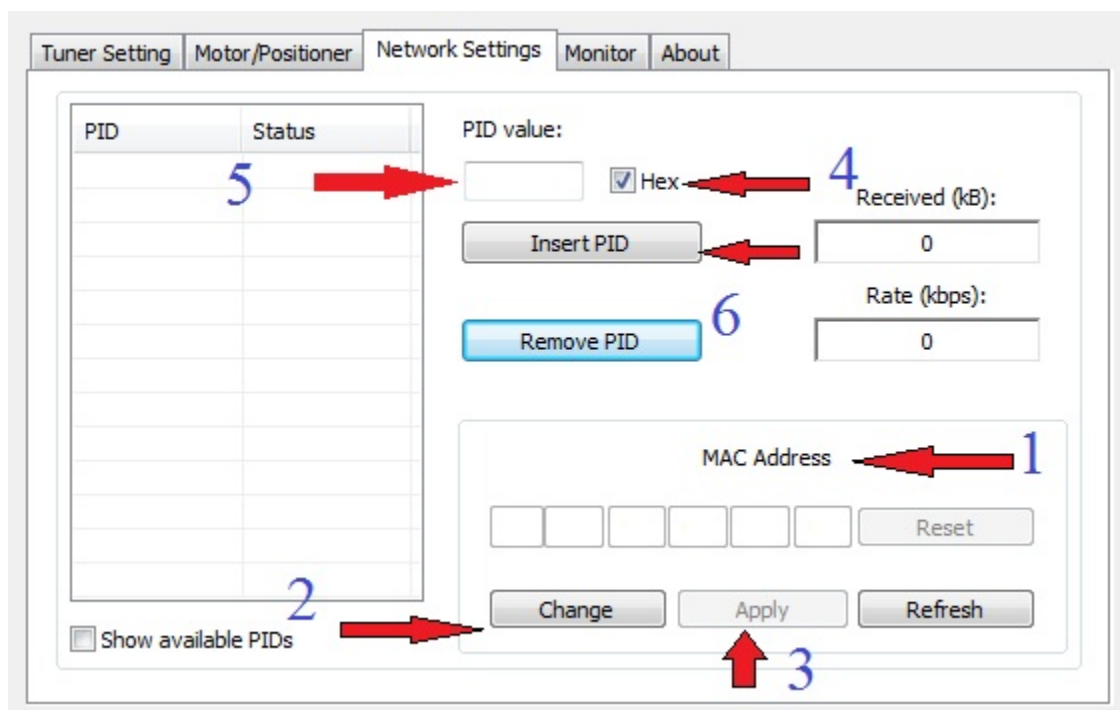 Tuner Setting Motor/Positioner Network Settings Monitor About
PID Status PID value:
5 Hex 4
Received (kB):
Insert PID 0
Rate (kbps):
6
Remove PID 0
MAC Address 1
Reset
2 Change Apply Refresh
Show available PIDs
3